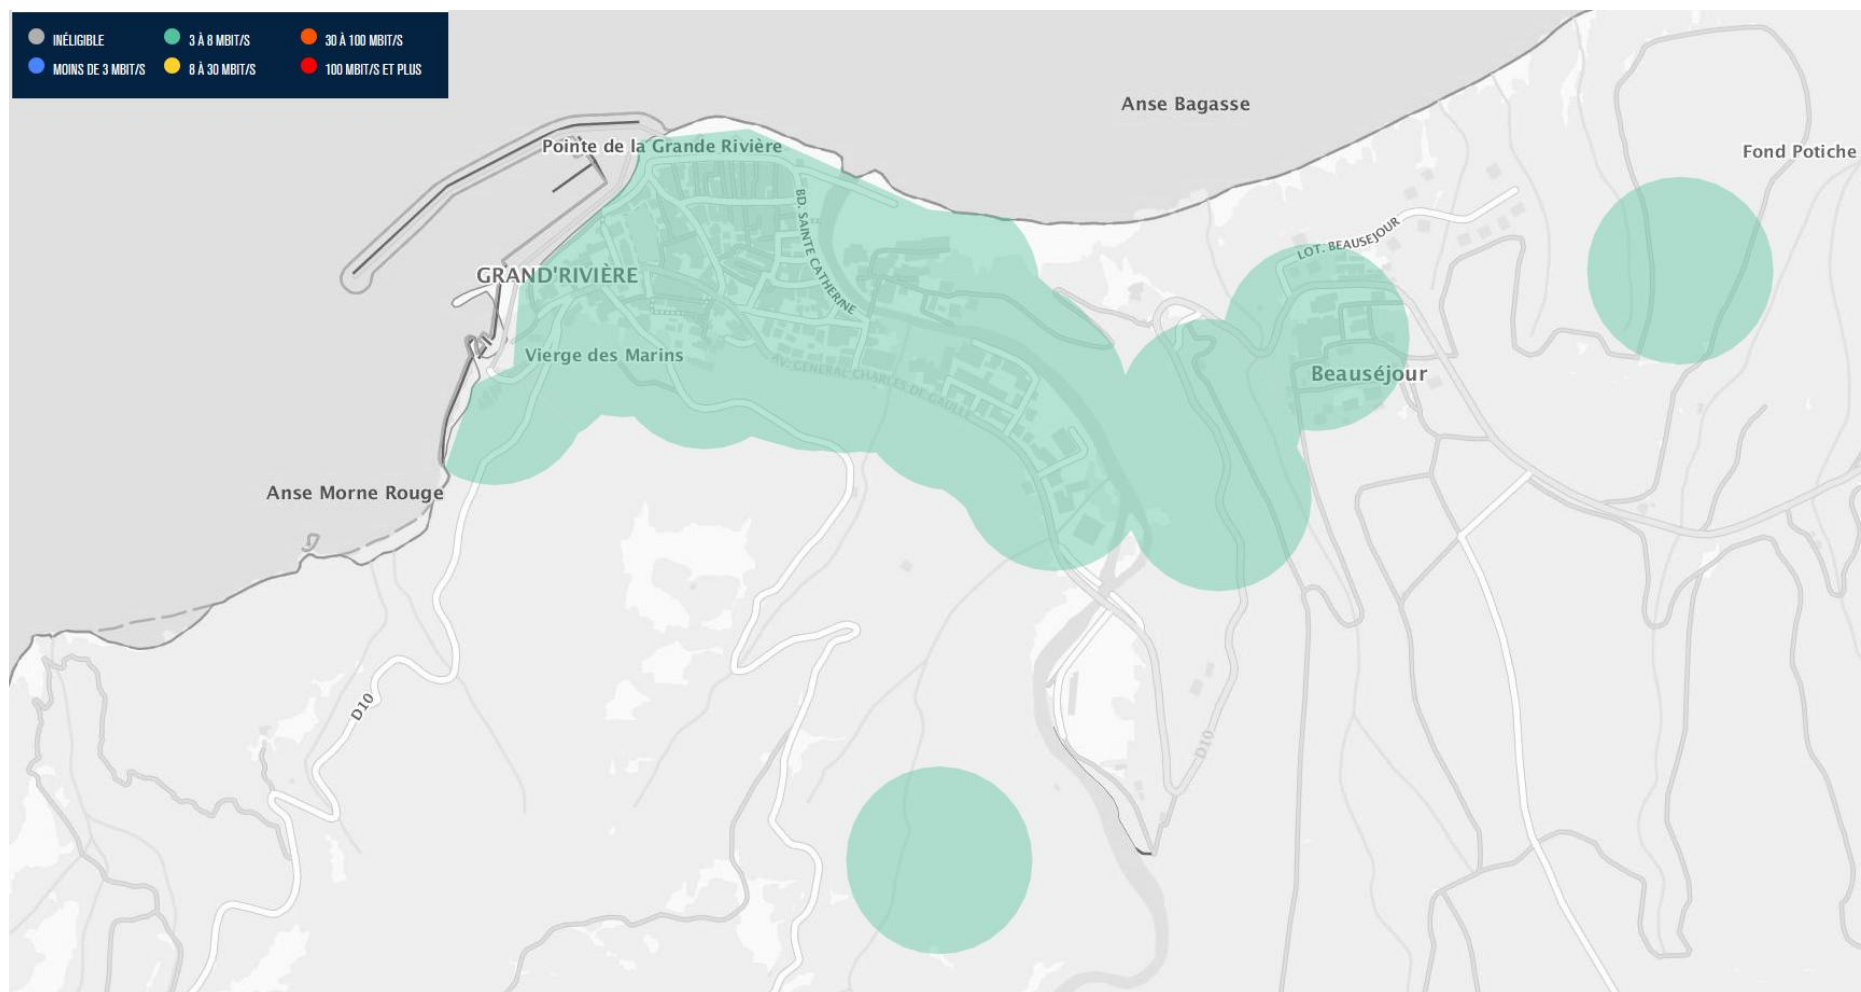 INÉLIGIBLE
3 À 8 MBIT/S
30 À 100 MBIT/S
MOINS DE 3 MBIT/S
8 À 30 MBIT/S
100 MBIT/S ET PLUS
Anse Bagasse
Pointe de la Grande Rivière
Fond Potiche
BD. SAINTE CATHERINE
LOT. BEAUSEJOUR
GRAND'RIVIÈRE
Vierge des Marins
AV. GENERAL CHARLES DE GAULLE
Beauséjour
Anse Morne Rouge
D10
D10